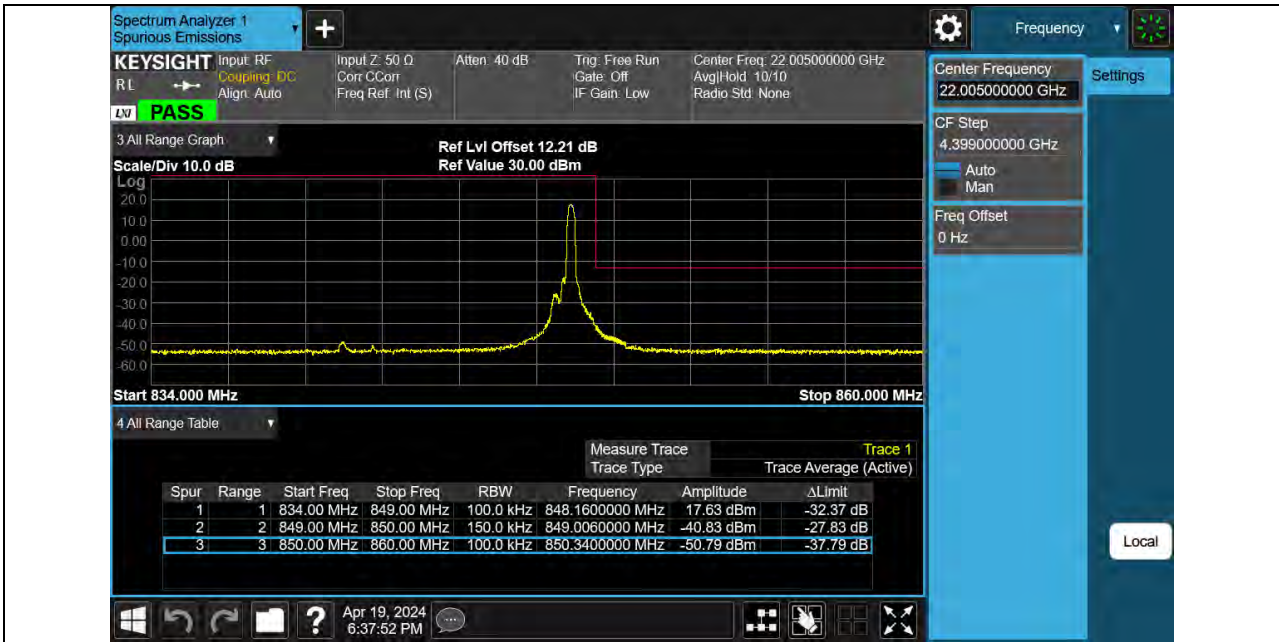 Spectrum Analyzer 1
Spurious Emissions
Frequency
KEYSIGHT
Input: RF
Coupling: DC
Align: Auto
Input Z: 50 Ω
Corr CCorr
Freq Ref: Int (S)
Atten: 40 dB
Trig: Free Run
Gate: Off
IF Gain: Low
Center Freq: 22.005000000 GHz
Avg|Hold: 10/10
Radio Std: None
RL
LXI
PASS
Center Frequency
22.005000000 GHz
Settings
CF Step
4.399000000 GHz
Auto
Man
Freq Offset
0 Hz
3 All Range Graph
Scale/Div 10.0 dB
Ref Lvl Offset 12.21 dB
Ref Value 30.00 dBm
Log
20.0
10.0
0.00
-10.0
-20.0
-30.0
-40.0
-50.0
-60.0
Start 834.000 MHz Stop 860.000 MHz
4 All Range Table
Measure Trace Trace 1
Trace Type Trace Average (Active)
Spur Range Start Freq Stop Freq RBW Frequency Amplitude ΔLimit
1 1 834.00 MHz 849.00 MHz 100.0 kHz 848.1600000 MHz 17.63 dBm -32.37 dB
2 2 849.00 MHz 850.00 MHz 150.0 kHz 849.0060000 MHz -40.83 dBm -27.83 dB
3 3 850.00 MHz 860.00 MHz 100.0 kHz 850.3400000 MHz -50.79 dBm -37.79 dB
Local
?
Apr 19, 2024
6:37:52 PM